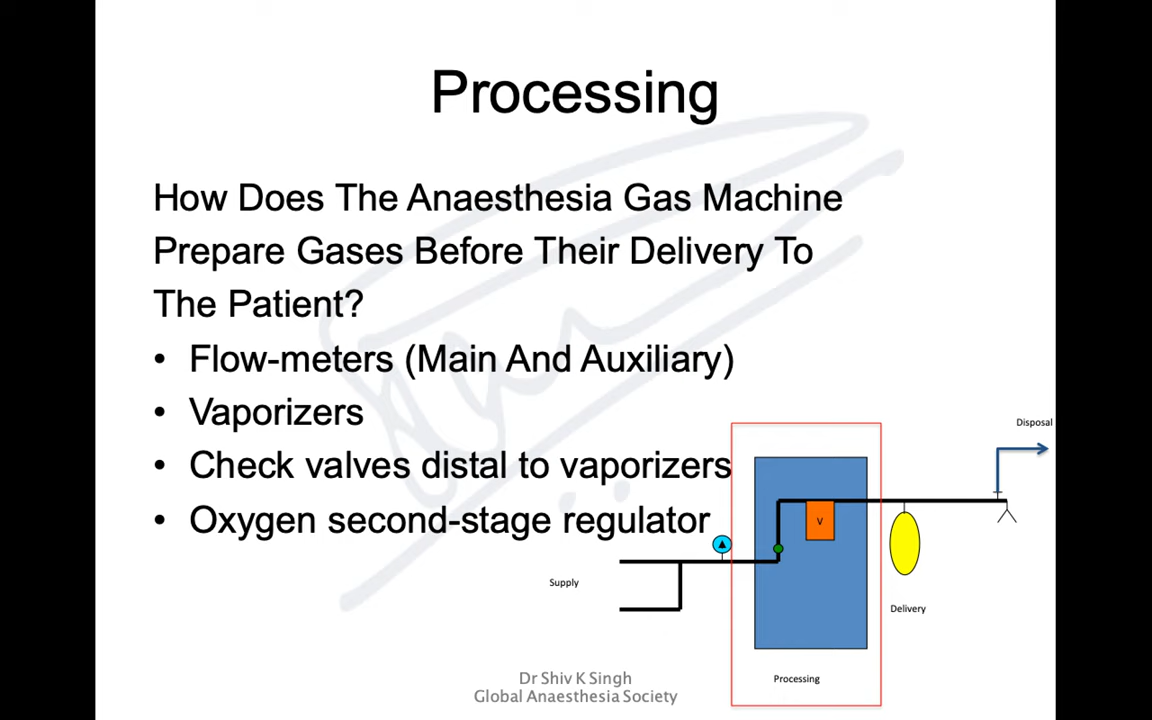 Processing
How Does The Anaesthesia Gas Machine
Prepare Gases Before Their Delivery To
The Patient?
• Flow-meters (Main And Auxiliary)
• Vaporizers
• Check valves distal to vaporizers
• Oxygen second-stage regulator
Disposal
V
Supply
Delivery
Processing
Dr Shiv K Singh
Global Anaesthesia Society